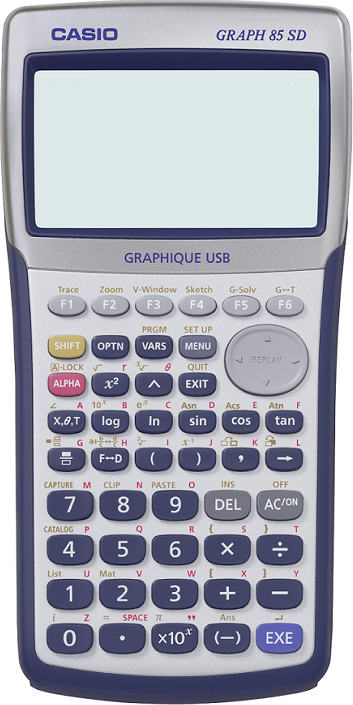 CASIO GRAPH 85 SD
GRAPHIQUE USB
Trace Zoom V-Window Sketch G-Solv G↔T
F1 F2 F3 F4 F5 F6
PRGM SET UP
SHIFT OPTN VARS MENU
REPLAY
A-LOCK √ r ˣ√ θ QUIT
ALPHA x² ^ EXIT
∠ A 10ˣ B eˣ C Asn D Acs E Atn F
X,θ,T log ln sin cos tan
G H ³√ I x⁻¹ J K L
F↔D ( ) , →
CAPTURE M CLIP N PASTE O INS OFF
7 8 9 DEL AC/ON
CATALOG P Q R { S } T
4 5 6 × ÷
List U Mat V W [ X ] Y
1 2 3 + −
i Z = SPACE π " Ans ↵
0 . ×10ˣ (−) EXE